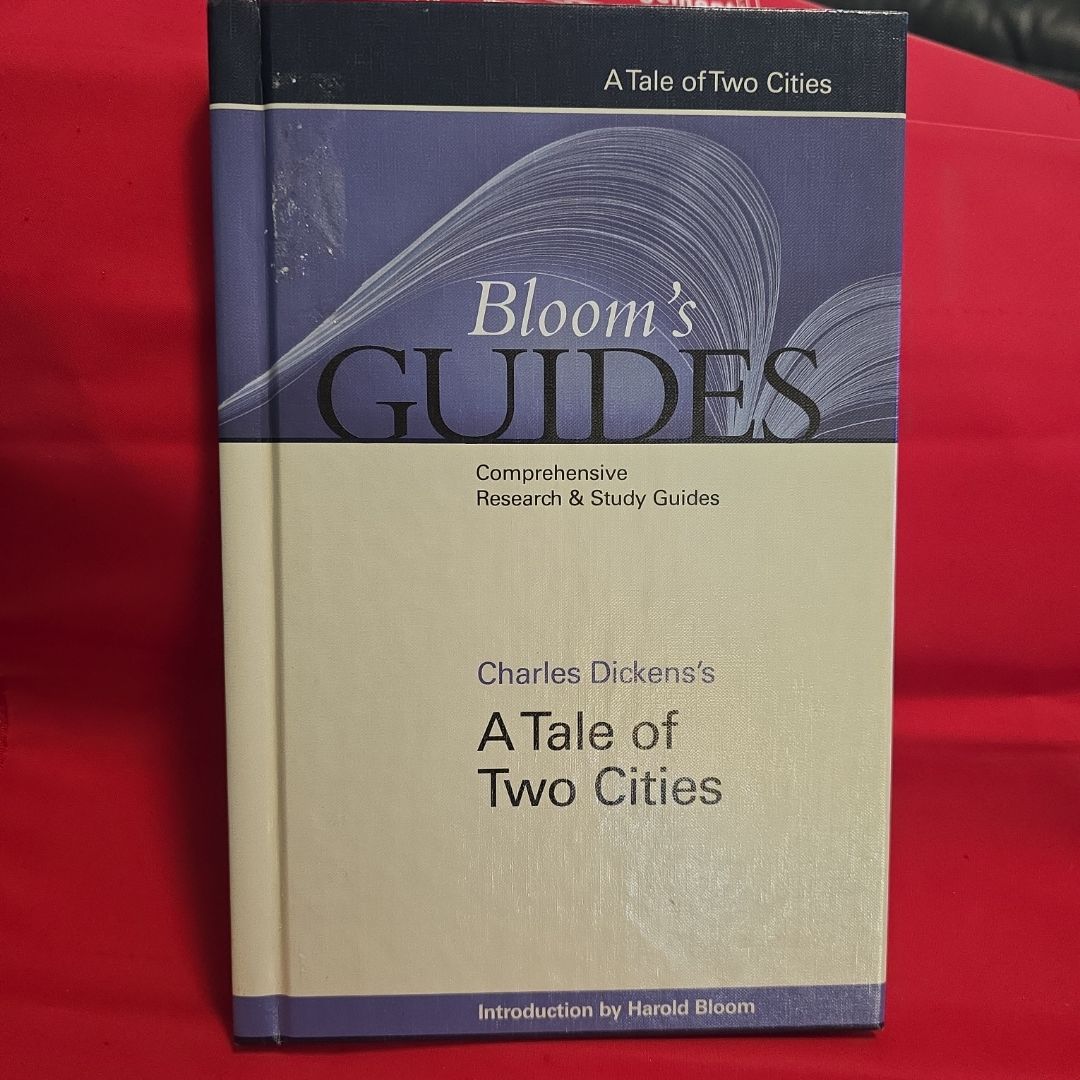 A Tale of Two Cities
Bloom's
GUIDES
Comprehensive
Research & Study Guides
Charles Dickens's
A Tale of
Two Cities
Introduction by Harold Bloom